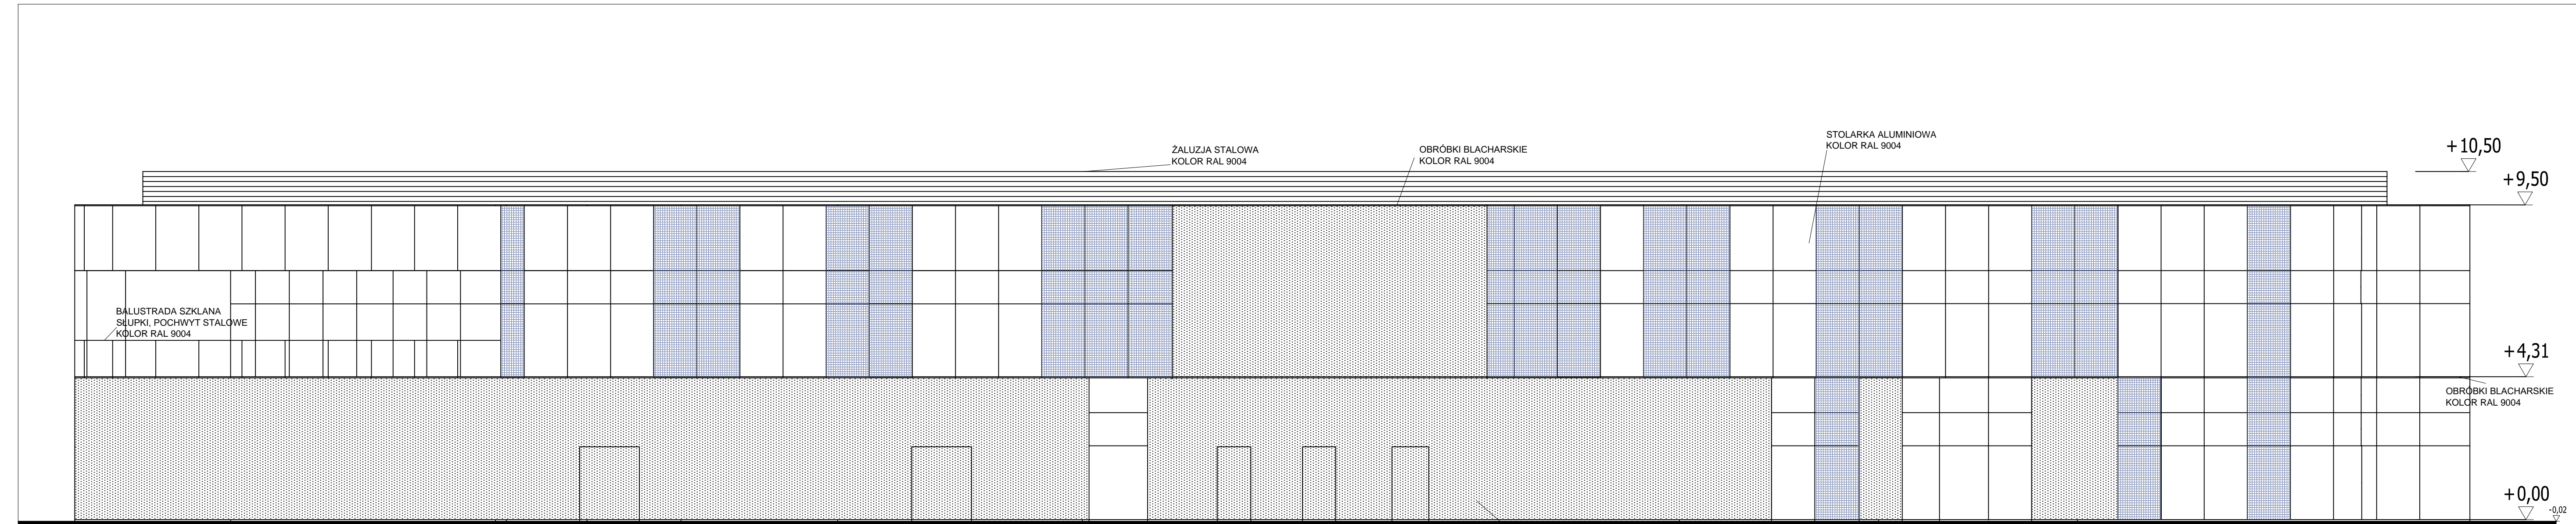 STOLARKA ALUMINIOWA
KOLOR RAL 9004
ŻALUZJA STALOWA
KOLOR RAL 9004
OBRÓBKI BLACHARSKIE
KOLOR RAL 9004
+10,50
+9,50
BALUSTRADA SZKLANA
SŁUPKI, POCHWYT STALOWE
KOLOR RAL 9004
+4,31
OBRÓBKI BLACHARSKIE
KOLOR RAL 9004
+0,00
-0,02